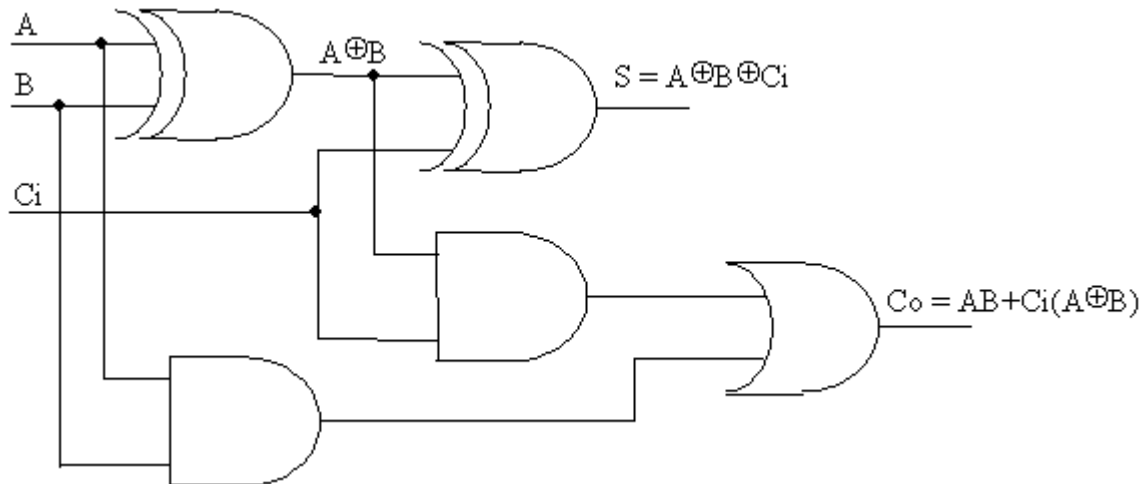 A
B
A⊕B
S = A⊕B⊕Ci
Ci
Co = AB+Ci(A⊕B)